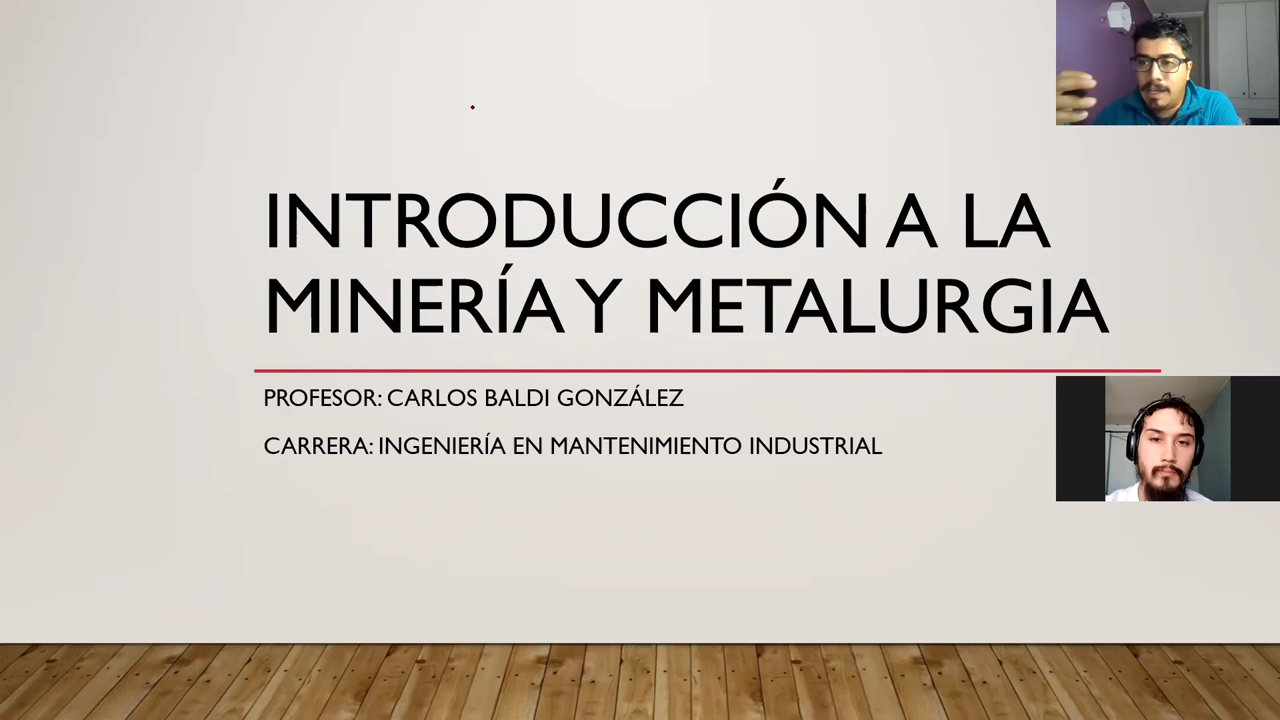 INTRODUCCIÓN A LA
MINERÍA Y METALURGIA
PROFESOR: CARLOS BALDI GONZÁLEZ
CARRERA: INGENIERÍA EN MANTENIMIENTO INDUSTRIAL